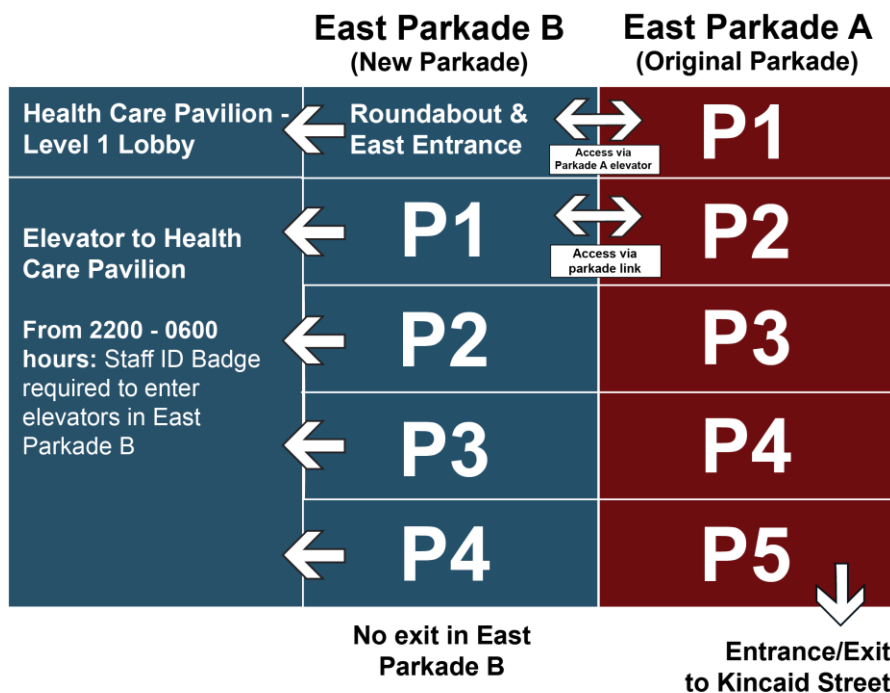 East Parkade B
(New Parkade)
East Parkade A
(Original Parkade)
Health Care Pavilion -
Level 1 Lobby
Roundabout &
East Entrance
Access via
Parkade A elevator
P1
Elevator to Health
Care Pavilion
From 2200 - 0600
hours: Staff ID Badge
required to enter
elevators in East
Parkade B
P1
Access via
parkade link
P2
P2
P3
P3
P4
P4
P5
No exit in East
Parkade B
Entrance/Exit
to Kincaid Street